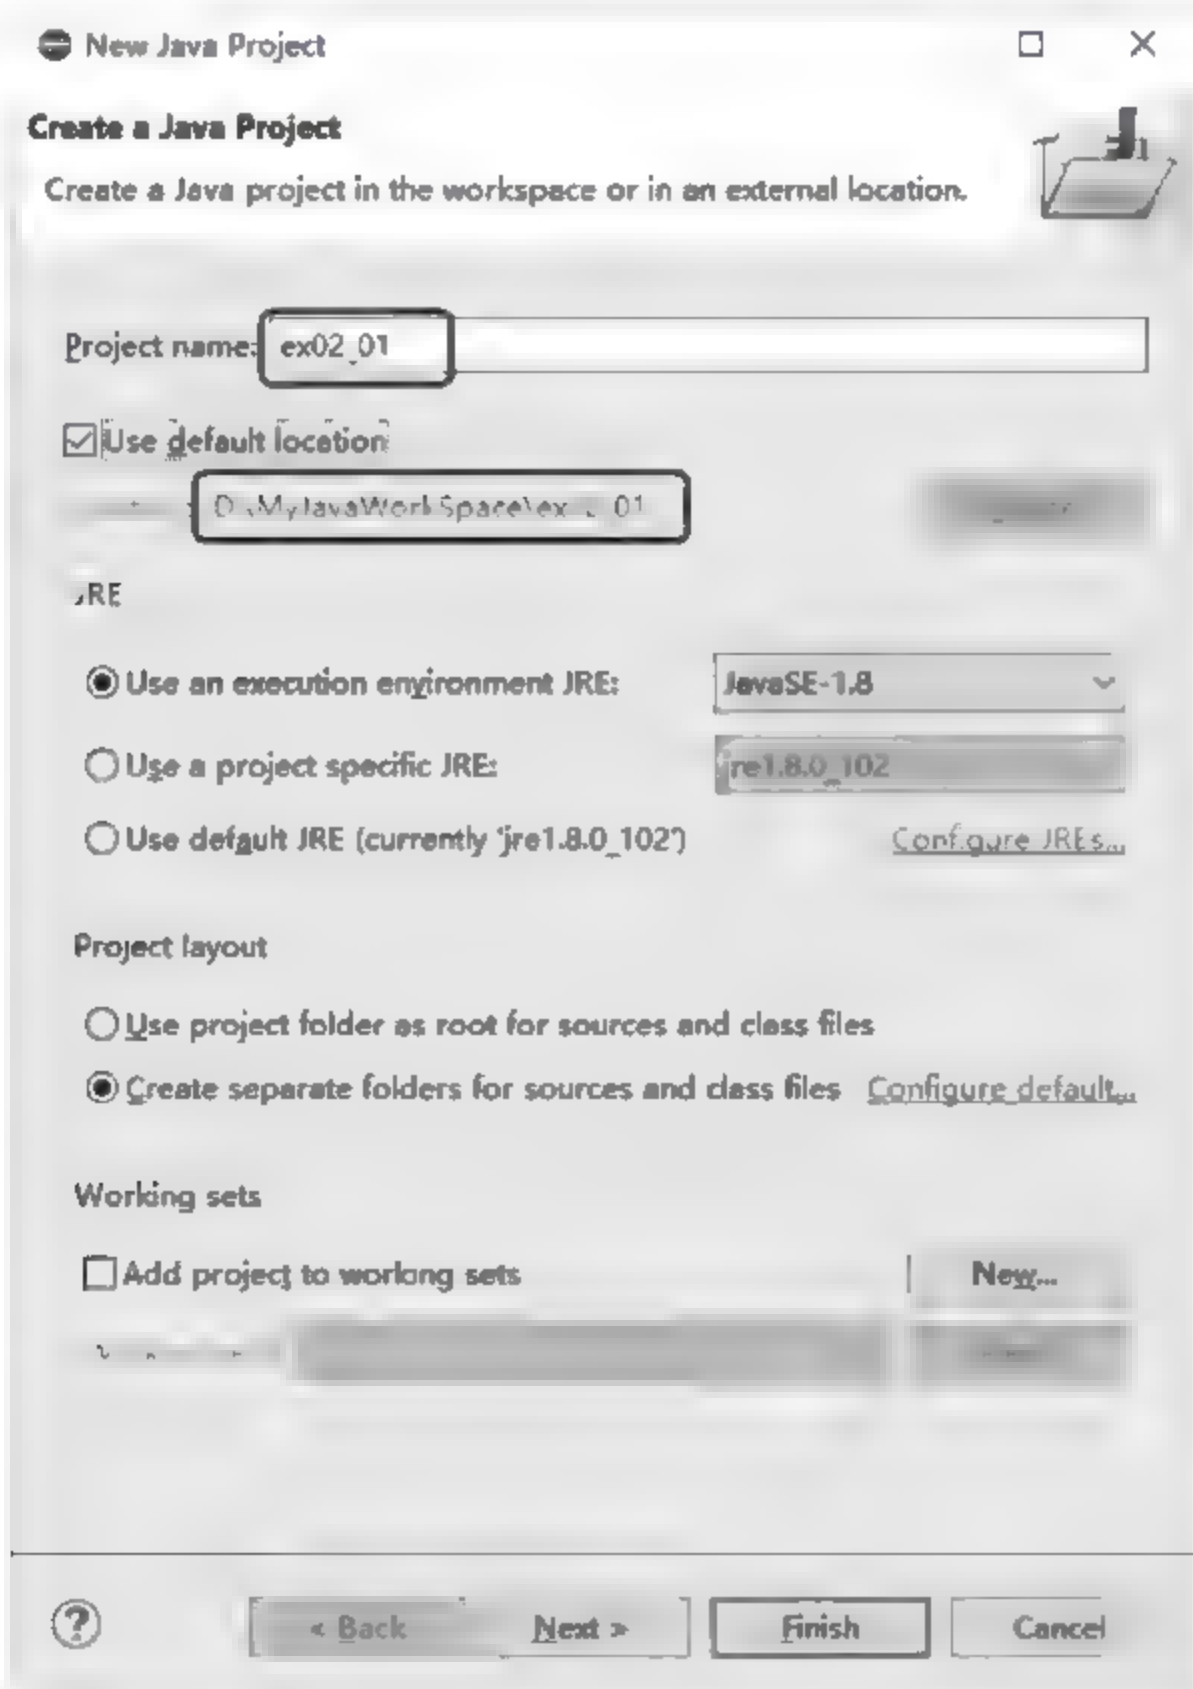 New Java Project
Create a Java Project
Create a Java project in the workspace or in an external location.
Project name: ex02_01
Use default location
JRE
Use an execution environment JRE: JavaSE-1.8
Use a project specific JRE: jre1.8.0_102
Use default JRE (currently 'jre1.8.0_102') Configure JREs...
Project layout
Use project folder as root for sources and class files
Create separate folders for sources and class files Configure default...
Working sets
Add project to working sets New...
< Back Next > Finish Cancel